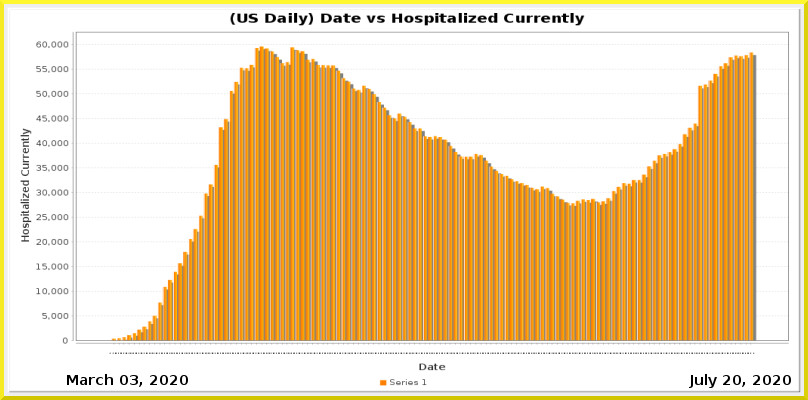 (US Daily) Date vs Hospitalized Currently
60,000
55,000
50,000
45,000
40,000
35,000
30,000
25,000
20,000
15,000
10,000
5,000
0
Hospitalized Currently
Date
March 03, 2020
Series 1
July 20, 2020